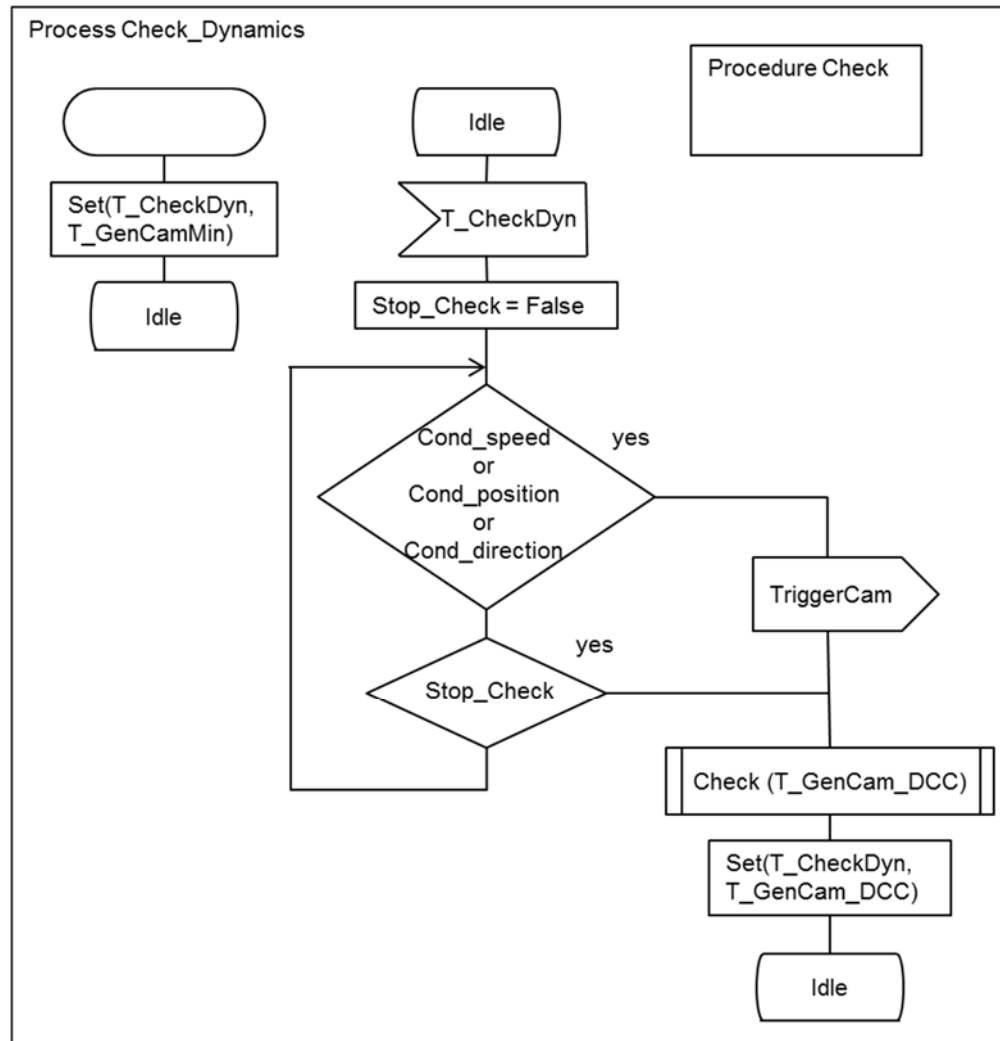 Process Check_Dynamics
Procedure Check
Set(T_CheckDyn,
T_GenCamMin)
Idle
Idle
T_CheckDyn
Stop_Check = False
Cond_speed
or
Cond_position
or
Cond_direction
yes
TriggerCam
Stop_Check
yes
Check (T_GenCam_DCC)
Set(T_CheckDyn,
T_GenCam_DCC)
Idle